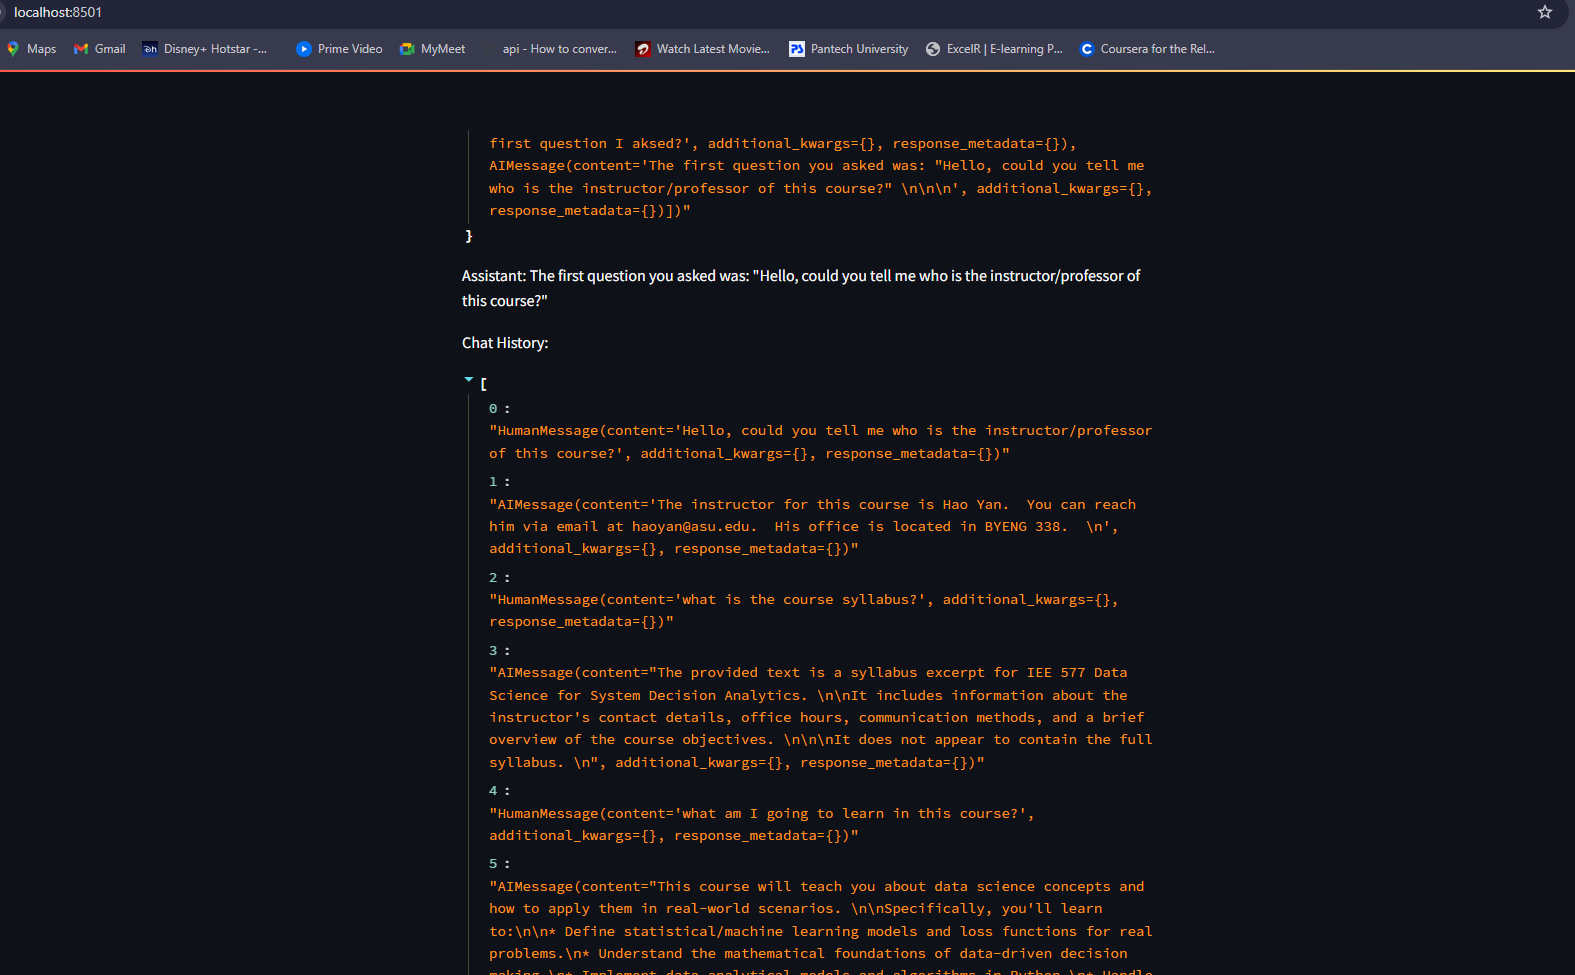 localhost:8501
Maps Gmail Disney+ Hotstar -... Prime Video MyMeet api - How to conver... Watch Latest Movie... Pantech University ExcelR | E-learning P... Coursera for the Rel...
first question I aksed?', additional_kwargs={}, response_metadata={}),
AIMessage(content='The first question you asked was: "Hello, could you tell me
who is the instructor/professor of this course?" \n\n\n', additional_kwargs={},
response_metadata={})])"
}
Assistant: The first question you asked was: "Hello, could you tell me who is the instructor/professor of
this course?"
Chat History:
[
0 :
"HumanMessage(content='Hello, could you tell me who is the instructor/professor
of this course?', additional_kwargs={}, response_metadata={})"
1 :
"AIMessage(content='The instructor for this course is Hao Yan.  You can reach
him via email at haoyan@asu.edu.  His office is located in BYENG 338.  \n',
additional_kwargs={}, response_metadata={})"
2 :
"HumanMessage(content='what is the course syllabus?', additional_kwargs={},
response_metadata={})"
3 :
"AIMessage(content="The provided text is a syllabus excerpt for IEE 577 Data
Science for System Decision Analytics. \n\nIt includes information about the
instructor's contact details, office hours, communication methods, and a brief
overview of the course objectives. \n\n\nIt does not appear to contain the full
syllabus. \n", additional_kwargs={}, response_metadata={})"
4 :
"HumanMessage(content='what am I going to learn in this course?',
additional_kwargs={}, response_metadata={})"
5 :
"AIMessage(content="This course will teach you about data science concepts and
how to apply them in real-world scenarios. \n\nSpecifically, you'll learn
to:\n\n* Define statistical/machine learning models and loss functions for real
problems.\n* Understand the mathematical foundations of data-driven decision
making.\n* Implement data analytical models and algorithms in Python.\n* Handle